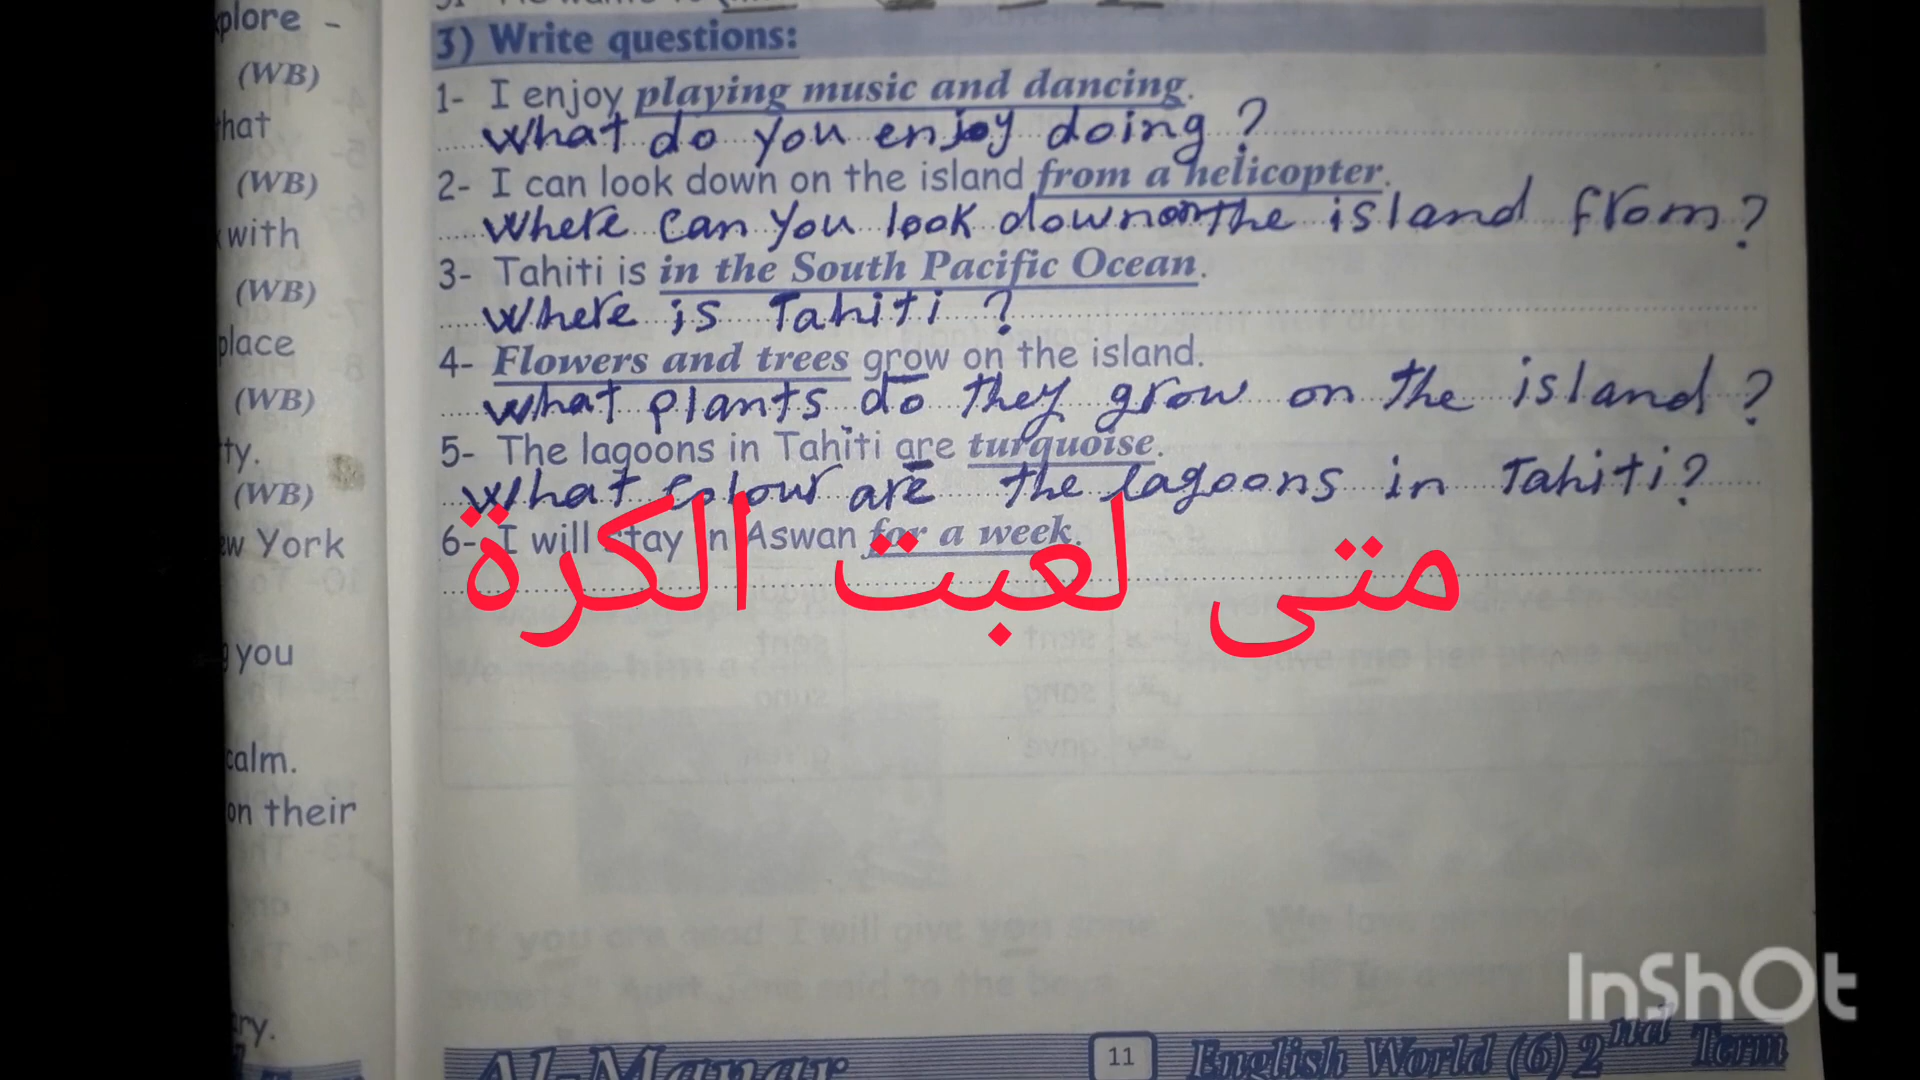 plore -
(WB)
that
(WB)
with
(WB)
place
(WB)
ty.
(WB)
ew York
you
calm.
on their
ry.
3) Write questions:
1- I enjoy playing music and dancing.
What do you enjoy doing ?
2- I can look down on the island from a helicopter.
Where can you look down on the island from ?
3- Tahiti is in the South Pacific Ocean.
Where is Tahiti ?
4- Flowers and trees grow on the island.
What plants do they grow on the island ?
5- The lagoons in Tahiti are turquoise.
What colour are the lagoons in Tahiti ?
6- I will stay in Aswan for a week.
متى لعبت الكرة
InShOt
Al-Manar
11
English World (6) 2nd Term